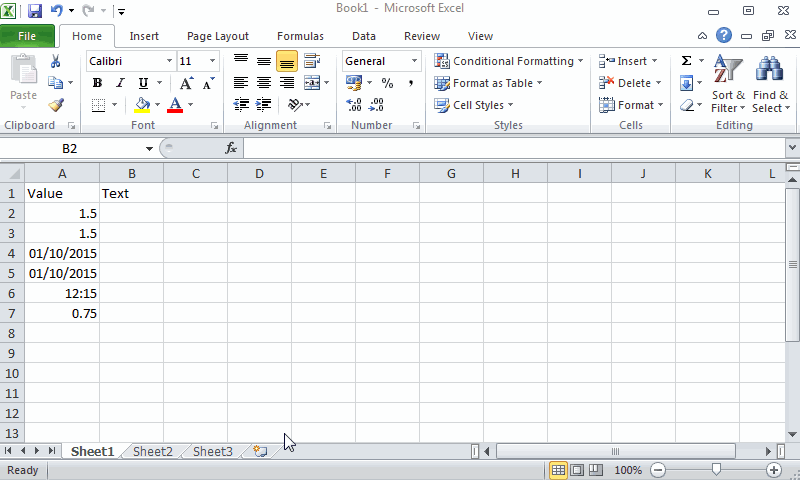 Book1 - Microsoft Excel
File Home Insert Page Layout Formulas Data Review View
Calibri 11 General Conditional Formatting Insert Σ
Paste B I U A A $ % , Format as Table Delete Sort & Filter Find & Select
A .0 .00 .00 .0 Cell Styles Format
Clipboard Font Alignment Number Styles Cells Editing
B2 fx
A B C D E F G H I J K L
1 Value Text
2 1.5
3 1.5
4 01/10/2015
5 01/10/2015
6 12:15
7 0.75
8
9
10
11
12
13
Sheet1 Sheet2 Sheet3
Ready 100%